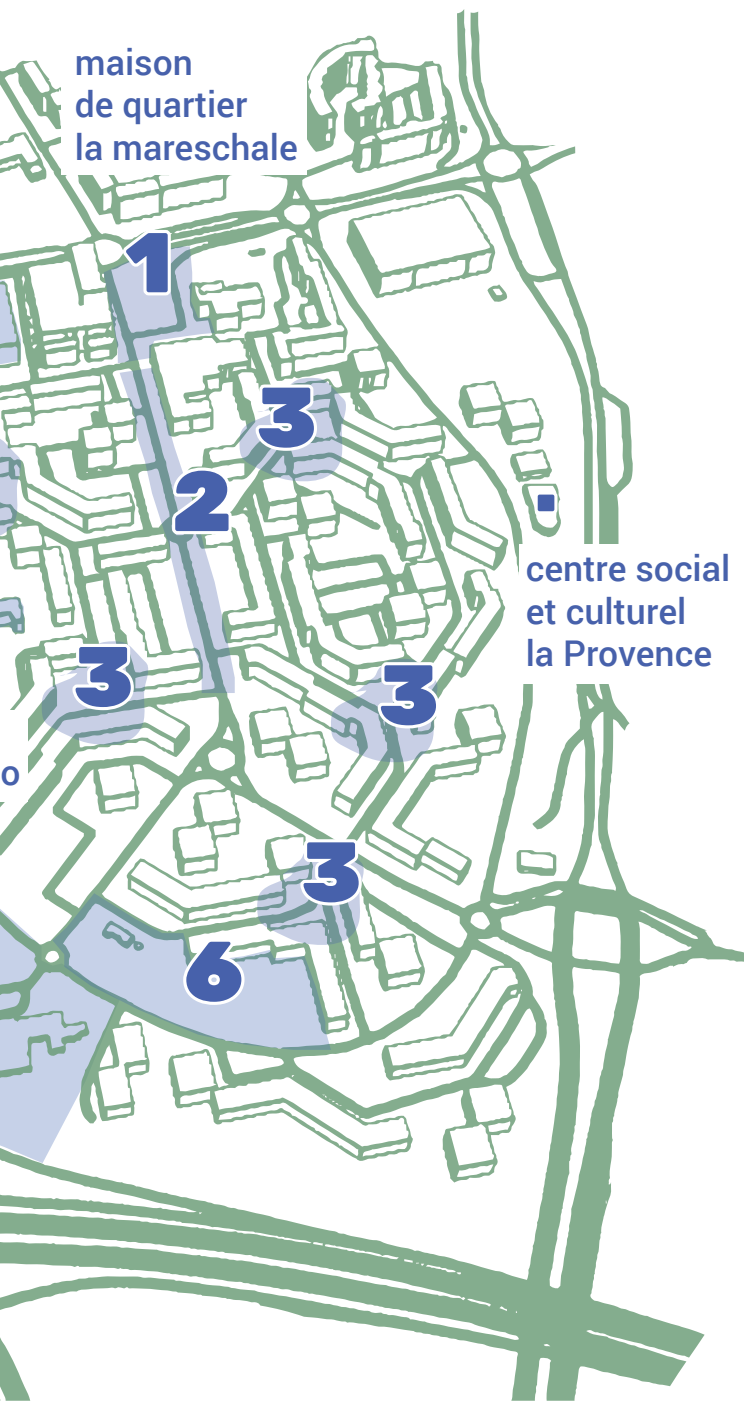 maison
de quartier
la mareschale
1
3
2
centre social
et culturel
la Provence
3
3
o
3
6